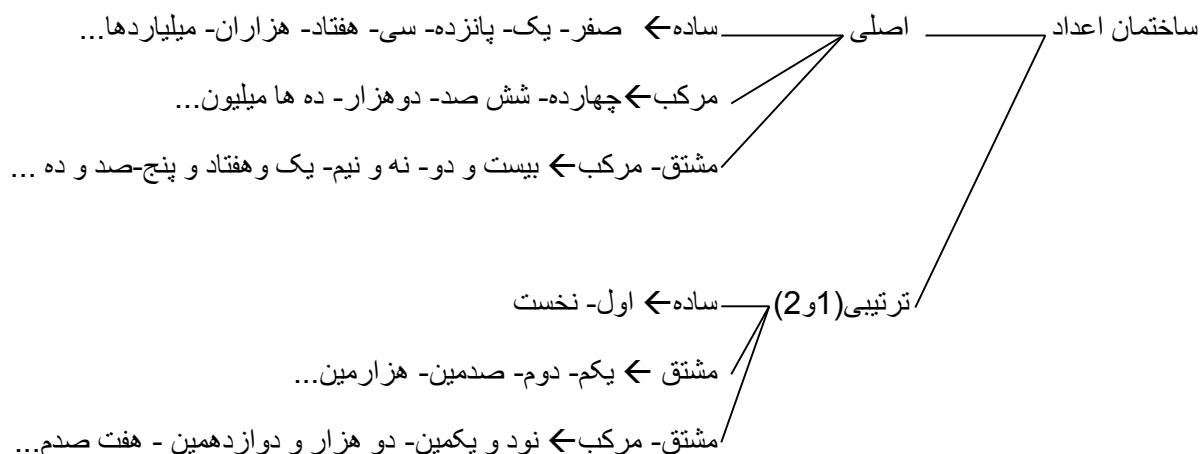 ساختمان اعداد اصلی ساده← صفر- یک- پانزده- سی- هفتاد- هزاران- میلیاردها...
مرکب←چهارده- شش صد- دوهزار- ده ها میلیون...
مشتق- مرکب← بیست و دو- نه و نیم- یک وهفتاد و پنج-صد و ده ...
ترتیبی(1و2) ساده← اول- نخست
مشتق ← یکم- دوم- صدمین- هزارمین...
مشتق- مرکب← نود و یکمین- دو هزار و دوازدهمین - هفت صدم...